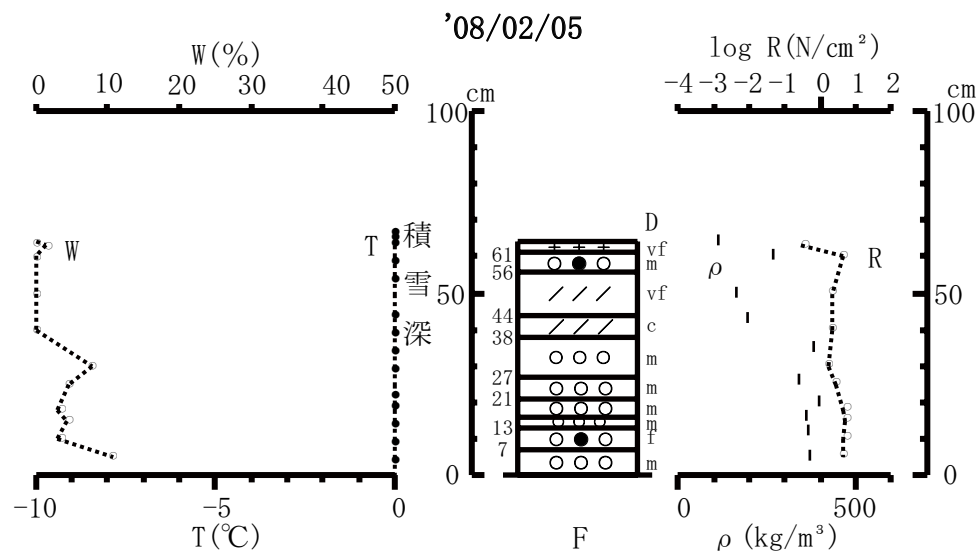 '08/02/05
W(%)
0 10 20 30 40 50
log R(N/cm²)
-4 -3 -2 -1 0 1 2
cm
100
50
0
cm
100
50
0
W
T
積
雪
深
D
61
56
44
38
27
21
13
7
vf
m
vf
c
m
m
m
m
f
m
ρ
R
-10 -5 0
T(℃)
F
0 500
ρ (kg/m³)